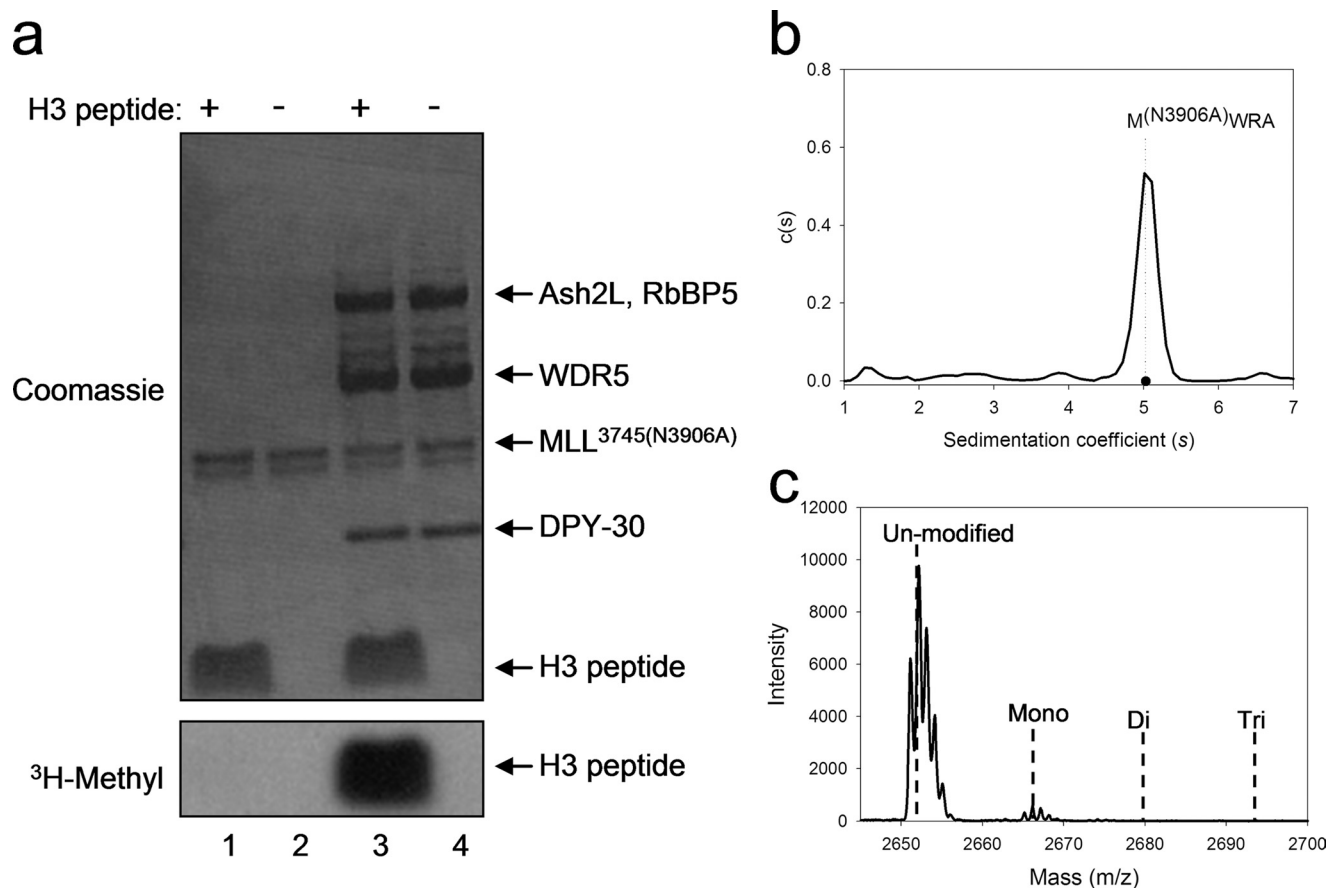 a
H3 peptide: + - + -
Coomassie
Ash2L, RbBP5
WDR5
MLL3745(N3906A)
DPY-30
H3 peptide
3H-Methyl
H3 peptide
1 2 3 4
b
0.8
0.6
0.4
0.2
0.0
c(s)
M(N3906A)WRA
1 2 3 4 5 6 7
Sedimentation coefficient (s)
c
12000
10000
8000
6000
4000
2000
0
Intensity
Un-modified
Mono
Di
Tri
2650 2660 2670 2680 2690 2700
Mass (m/z)